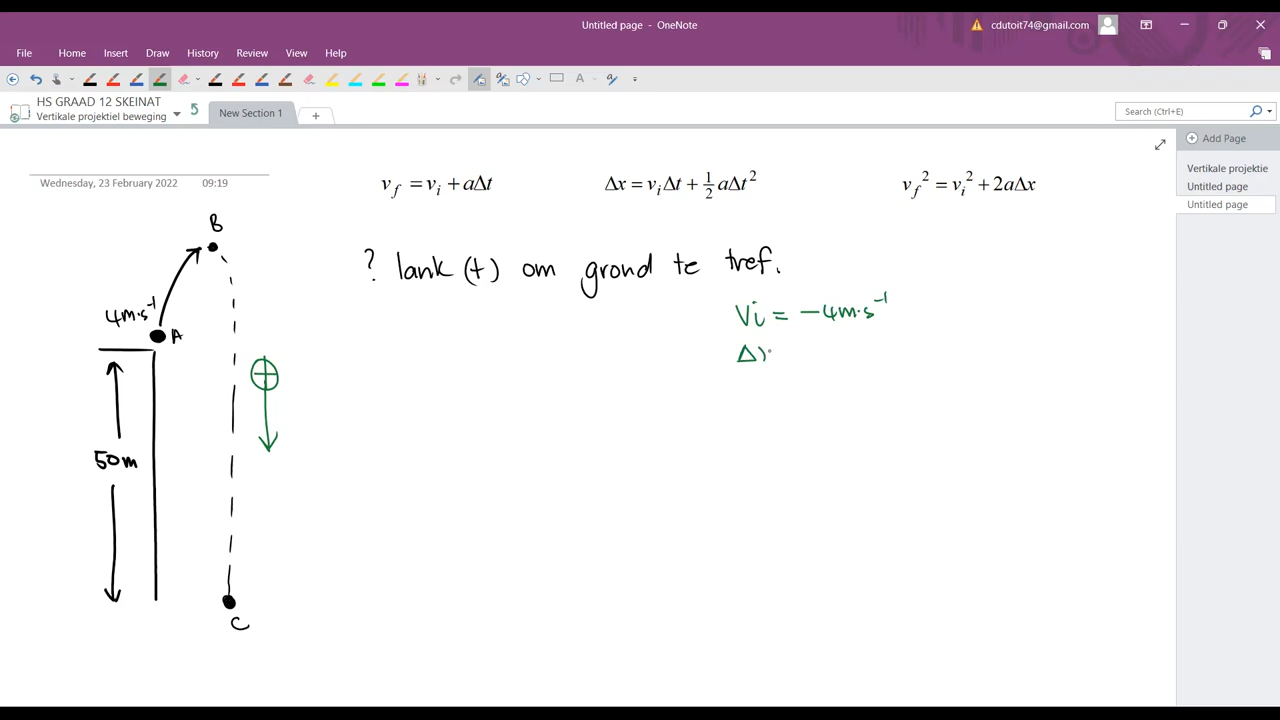 Untitled page - OneNote
cdutoit74@gmail.com
File Home Insert Draw History Review View Help
HS GRAAD 12 SKEINAT
Vertikale projektiel beweging
New Section 1
+
Search (Ctrl+E)
Add Page
Vertikale projektie
Untitled page
Untitled page
Wednesday, 23 February 2022 09:19
v_f = v_i + aΔt
Δx = v_iΔt + 1/2 aΔt²
v_f² = v_i² + 2aΔx
? lank (t) om grond te tref.
Vi = -4m·s⁻¹
Δx
B
4m·s⁻¹
A
50m
C